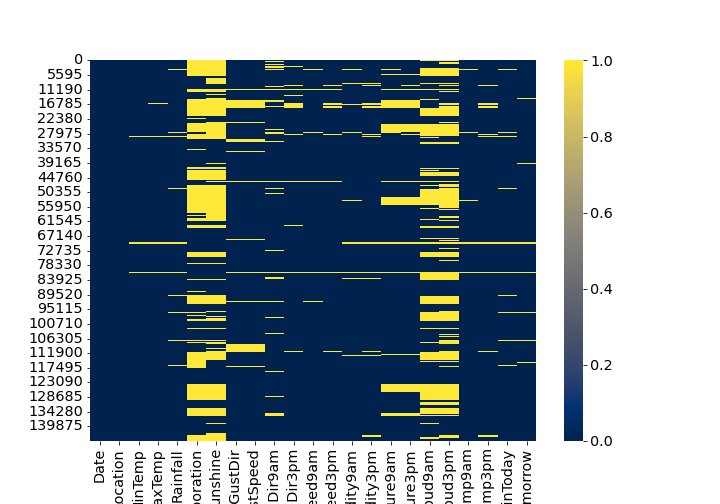 0
5595
11190
16785
22380
27975
33570
39165
44760
50355
55950
61545
67140
72735
78330
83925
89520
95115
100710
106305
111900
117495
123090
128685
134280
139875
Date
ocation
inTemp
axTemp
Rainfall
oration
unshine
GustDir
stSpeed
Dir9am
Dir3pm
eed9am
eed3pm
lity9am
lity3pm
ure9am
ure3pm
oud9am
oud3pm
mp9am
mp3pm
inToday
morrow
1.0
0.8
0.6
0.4
0.2
0.0